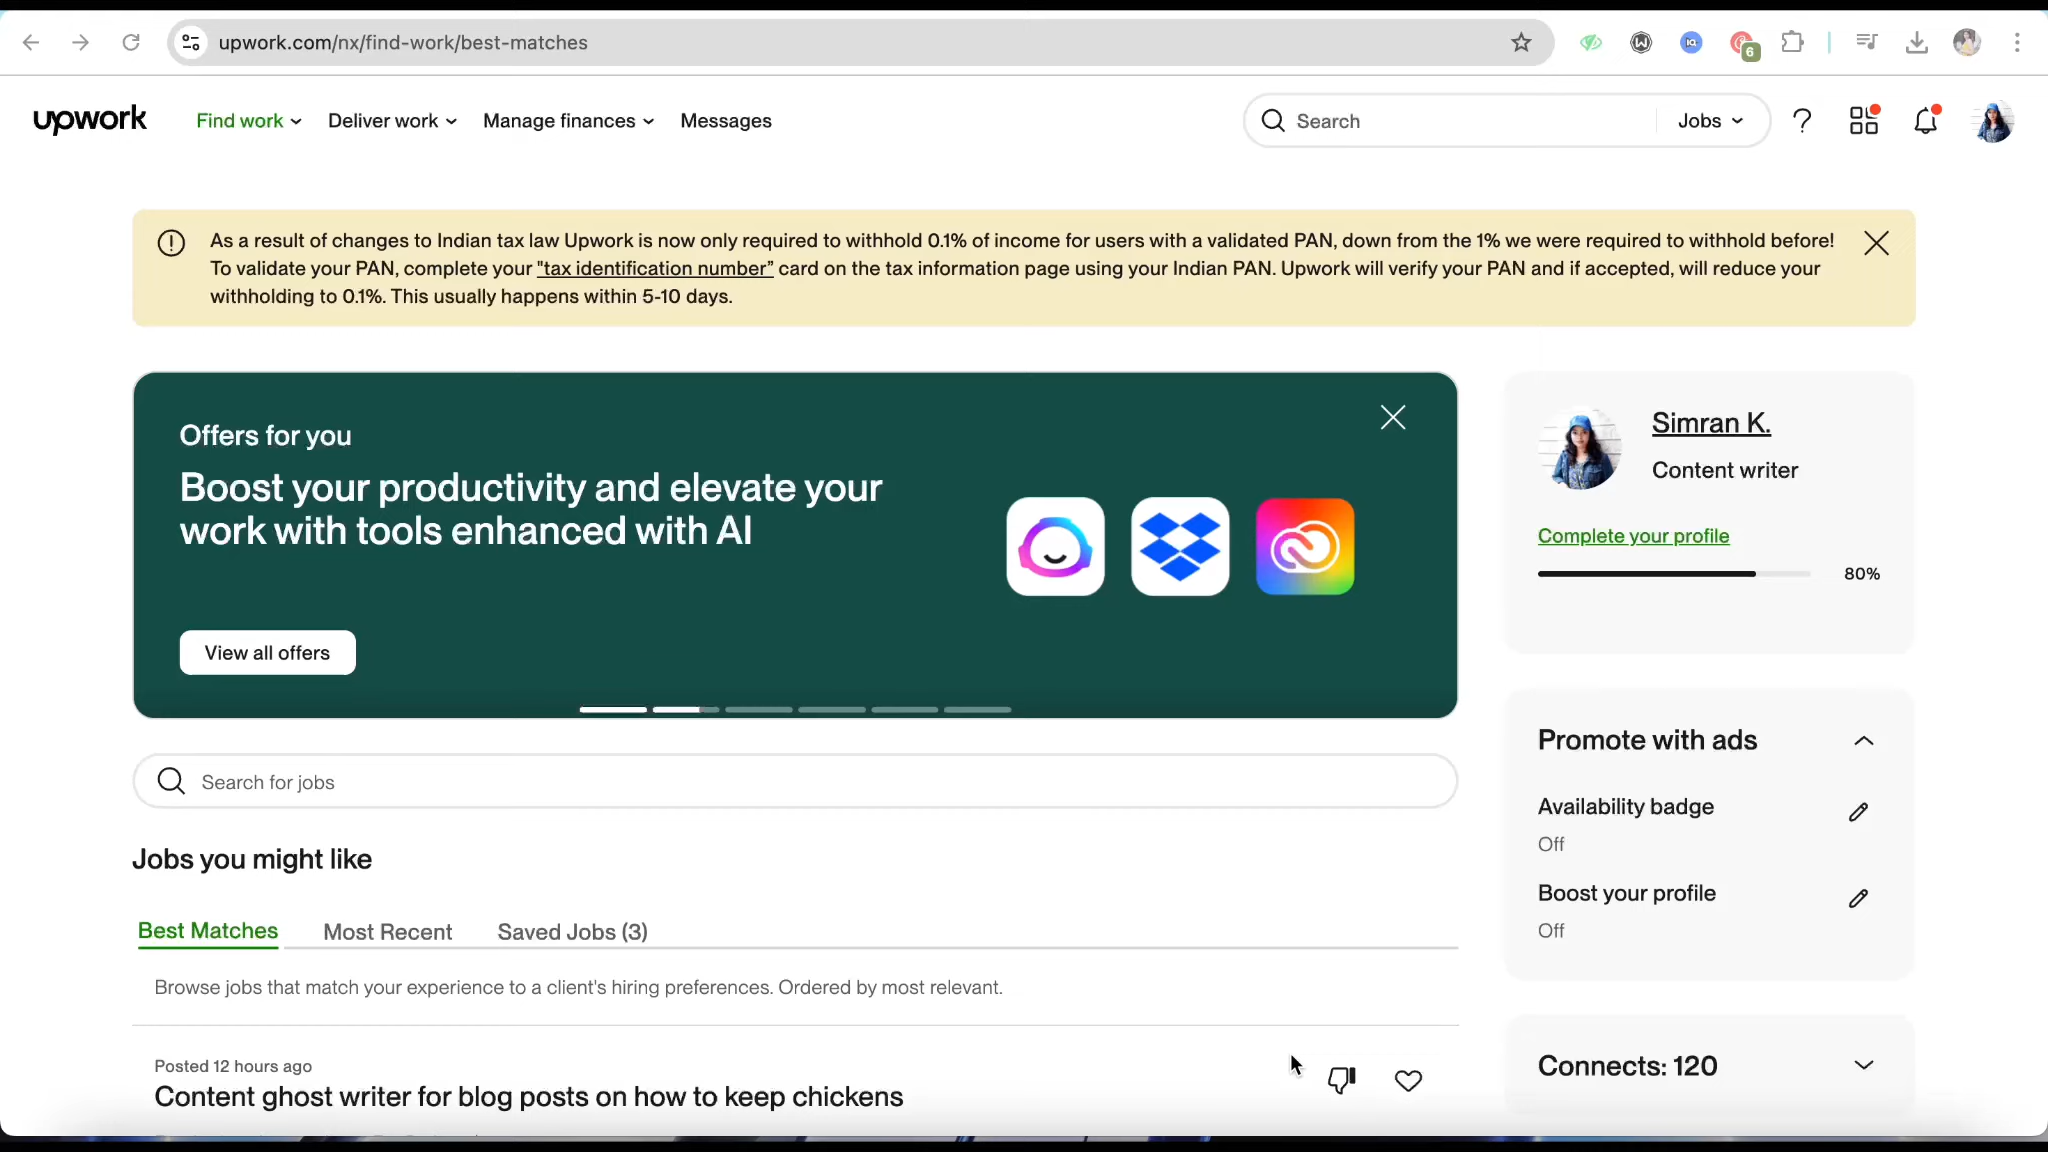 upwork.com/nx/find-work/best-matches
6
upwork
Find work
Deliver work
Manage finances
Messages
Search
Jobs
As a result of changes to Indian tax law Upwork is now only required to withhold 0.1% of income for users with a validated PAN, down from the 1% we were required to withhold before!
To validate your PAN, complete your "tax identification number” card on the tax information page using your Indian PAN. Upwork will verify your PAN and if accepted, will reduce your
withholding to 0.1%. This usually happens within 5-10 days.
Offers for you
Boost your productivity and elevate your
work with tools enhanced with AI
View all offers
Simran K.
Content writer
Complete your profile
80%
Promote with ads
Availability badge
Off
Boost your profile
Off
Connects: 120
Search for jobs
Jobs you might like
Best Matches
Most Recent
Saved Jobs (3)
Browse jobs that match your experience to a client's hiring preferences. Ordered by most relevant.
Posted 12 hours ago
Content ghost writer for blog posts on how to keep chickens